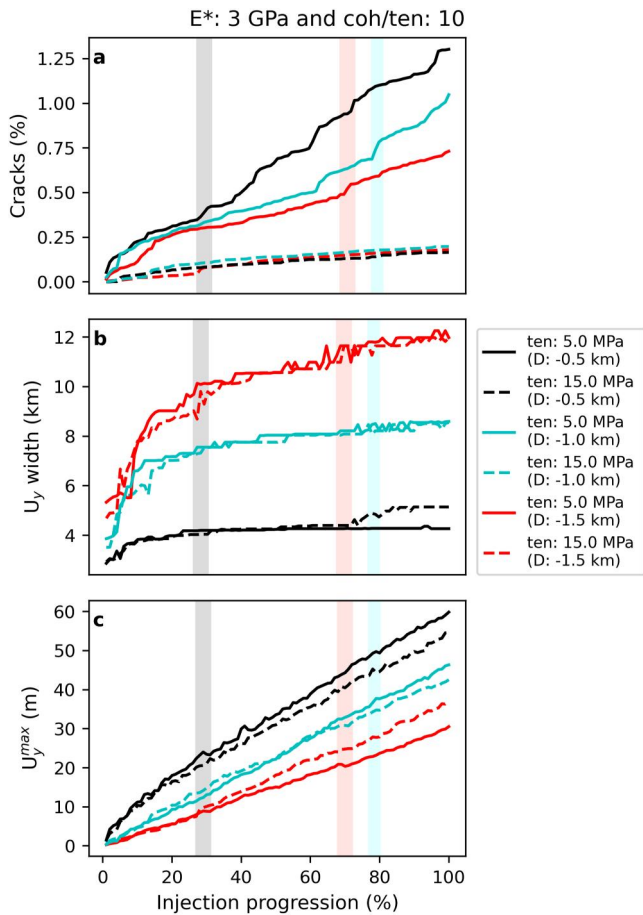 E*: 3 GPa and coh/ten: 10
a
1.25
1.00
0.75
0.50
0.25
0.00
Cracks (%)
b
12
10
8
6
4
U_y width (km)
ten: 5.0 MPa
(D: -0.5 km)
ten: 15.0 MPa
(D: -0.5 km)
ten: 5.0 MPa
(D: -1.0 km)
ten: 15.0 MPa
(D: -1.0 km)
ten: 5.0 MPa
(D: -1.5 km)
ten: 15.0 MPa
(D: -1.5 km)
c
60
50
40
30
20
10
0
U_y^max (m)
0 20 40 60 80 100
Injection progression (%)